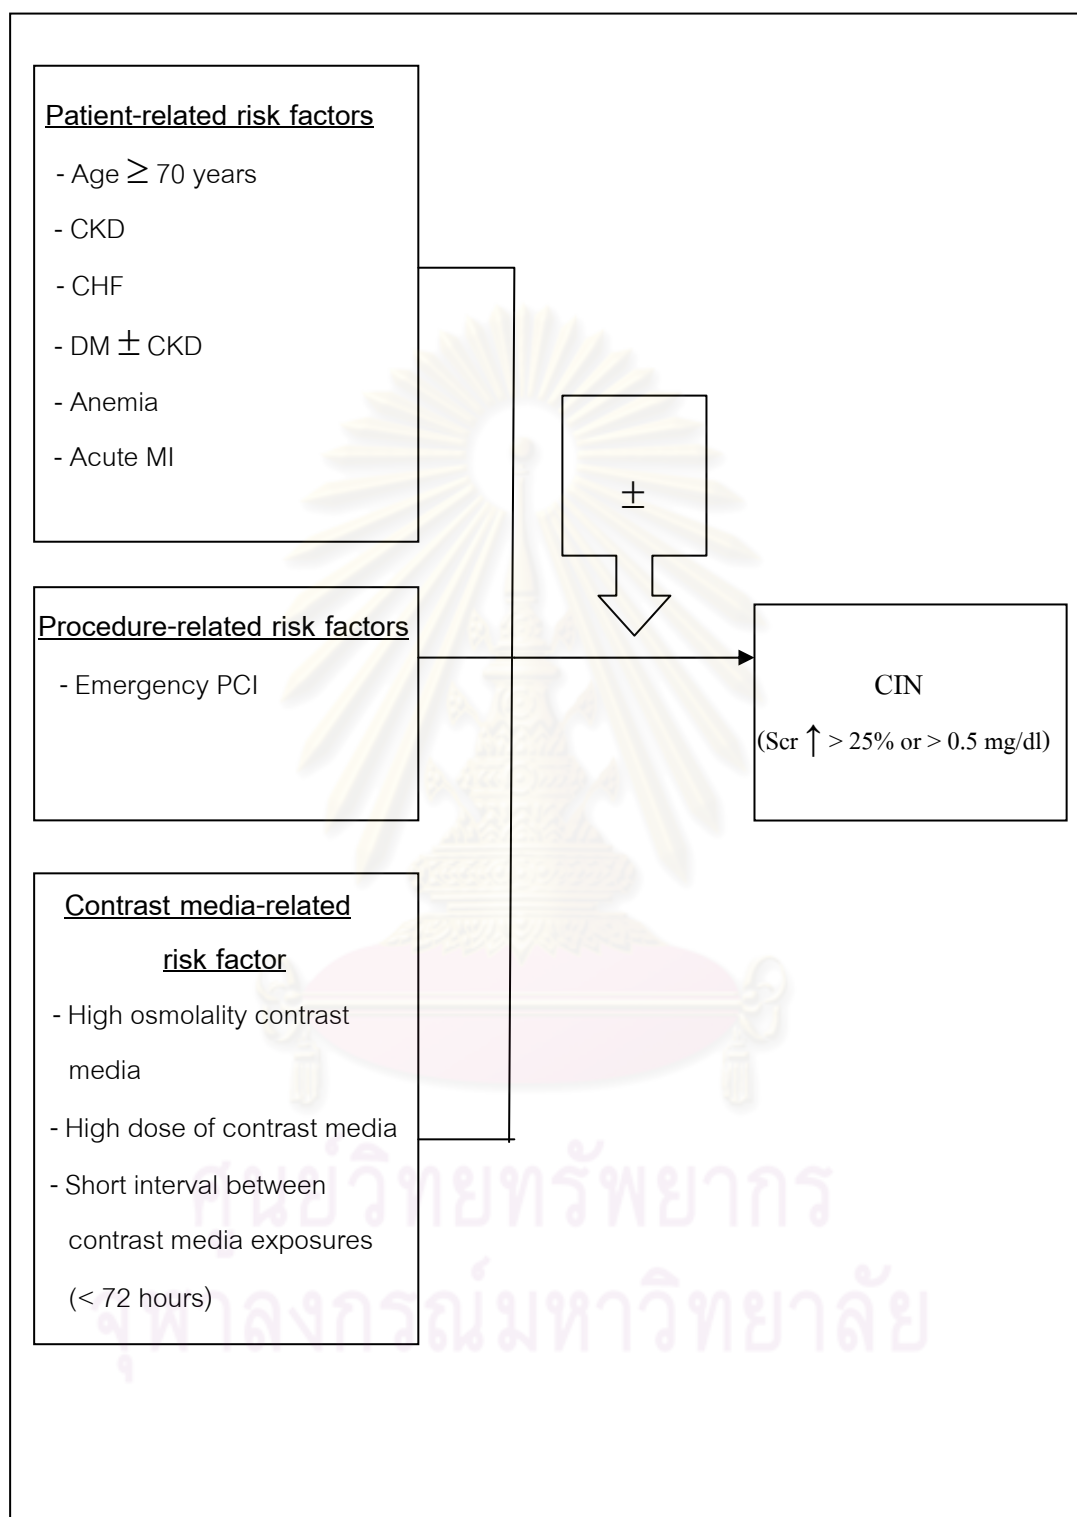 Patient-related risk factors
- Age ≥ 70 years
- CKD
- CHF
- DM ± CKD
- Anemia
- Acute MI
±
Procedure-related risk factors
- Emergency PCI
CIN
(Scr ↑ > 25% or > 0.5 mg/dl)
Contrast media-related
risk factor
- High osmolality contrast
media
- High dose of contrast media
- Short interval between
contrast media exposures
(< 72 hours)
ศูนย์วิทยทรัพยากร
จุฬาลงกรณ์มหาวิทยาลัย